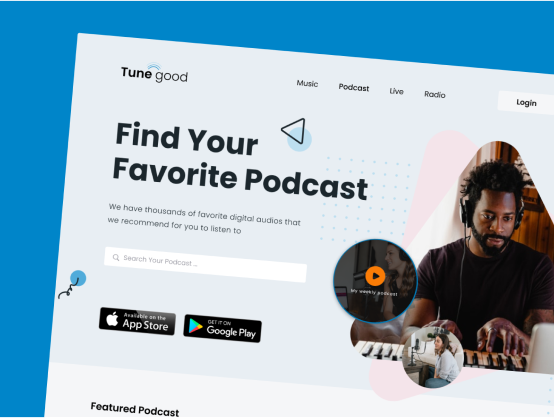 Tune good
Music
Podcast
Live
Radio
Login
Find Your
Favorite Podcast
We have thousands of favorite digital audios that
we recommend for you to listen to
Search Your Podcast ...
My weekly podcast
Available on the
App Store
GET IT ON
Google Play
Featured Podcast